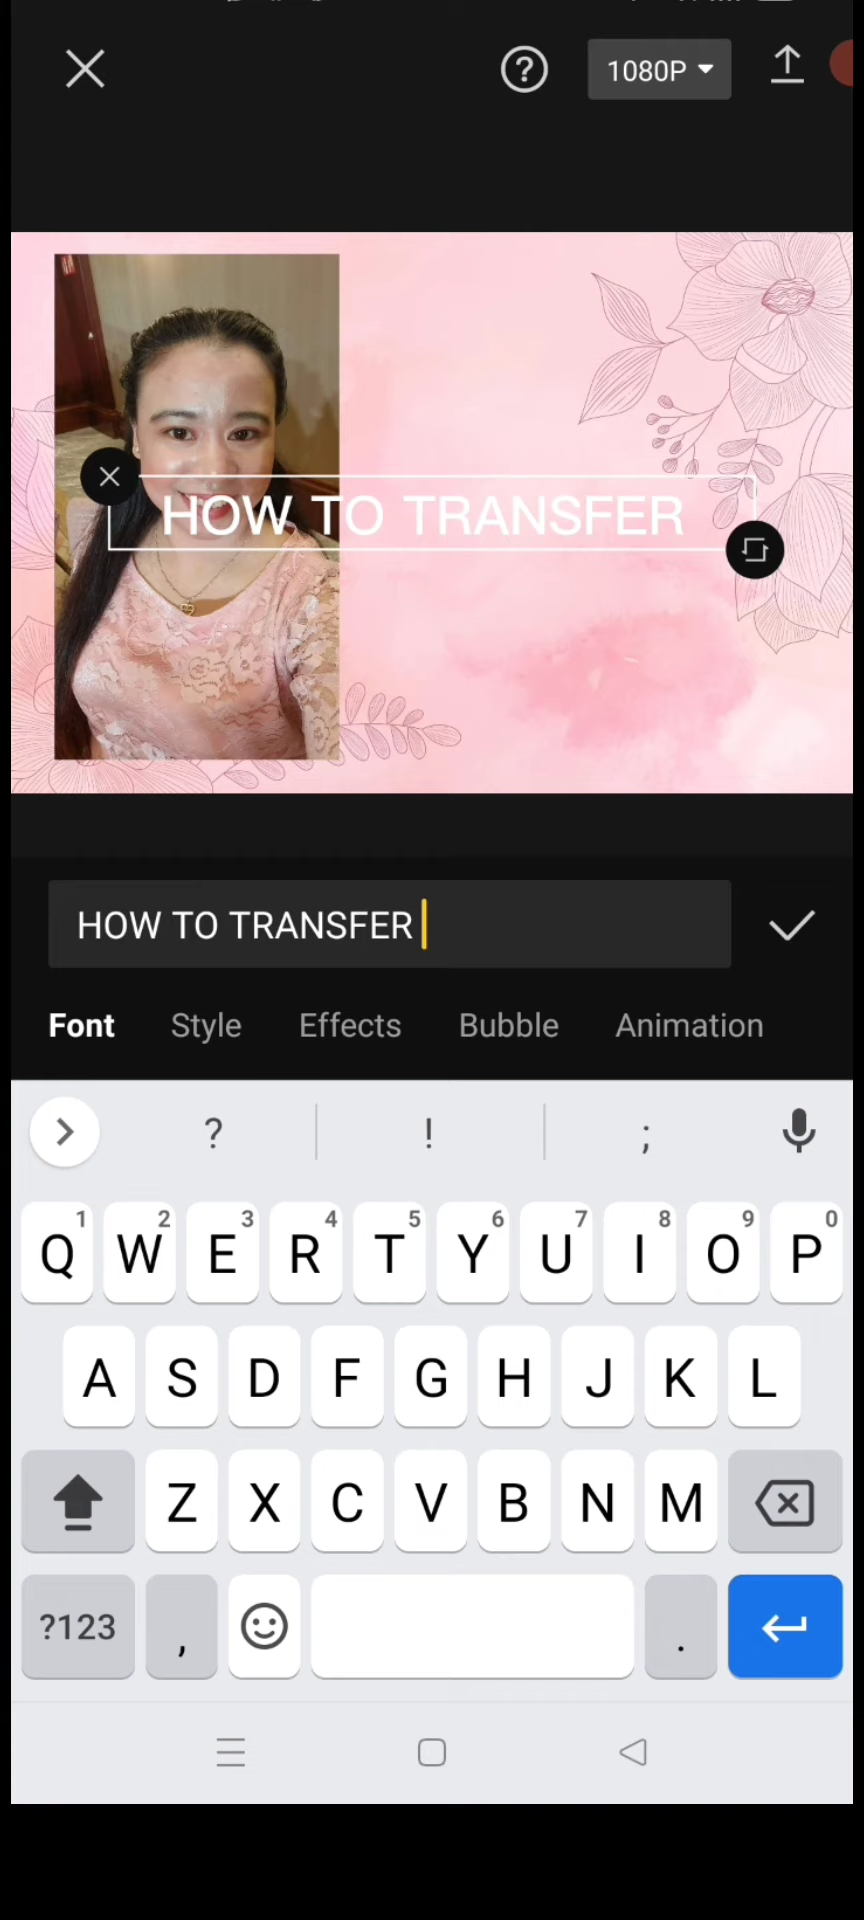 1080P
HOW TO TRANSFER
HOW TO TRANSFER
Font Style Effects Bubble Animation
? ! ;
1 2 3 4 5 6 7 8 9 0
Q W E R T Y U I O P
A S D F G H J K L
Z X C V B N M
?123 , .